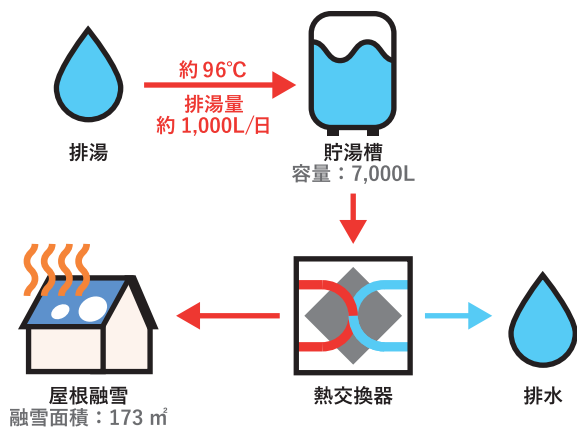 約 96℃
排湯量
約 1,000L/日
排湯
貯湯槽
容量：7,000L
屋根融雪
融雪面積：173 ㎡
熱交換器
排水